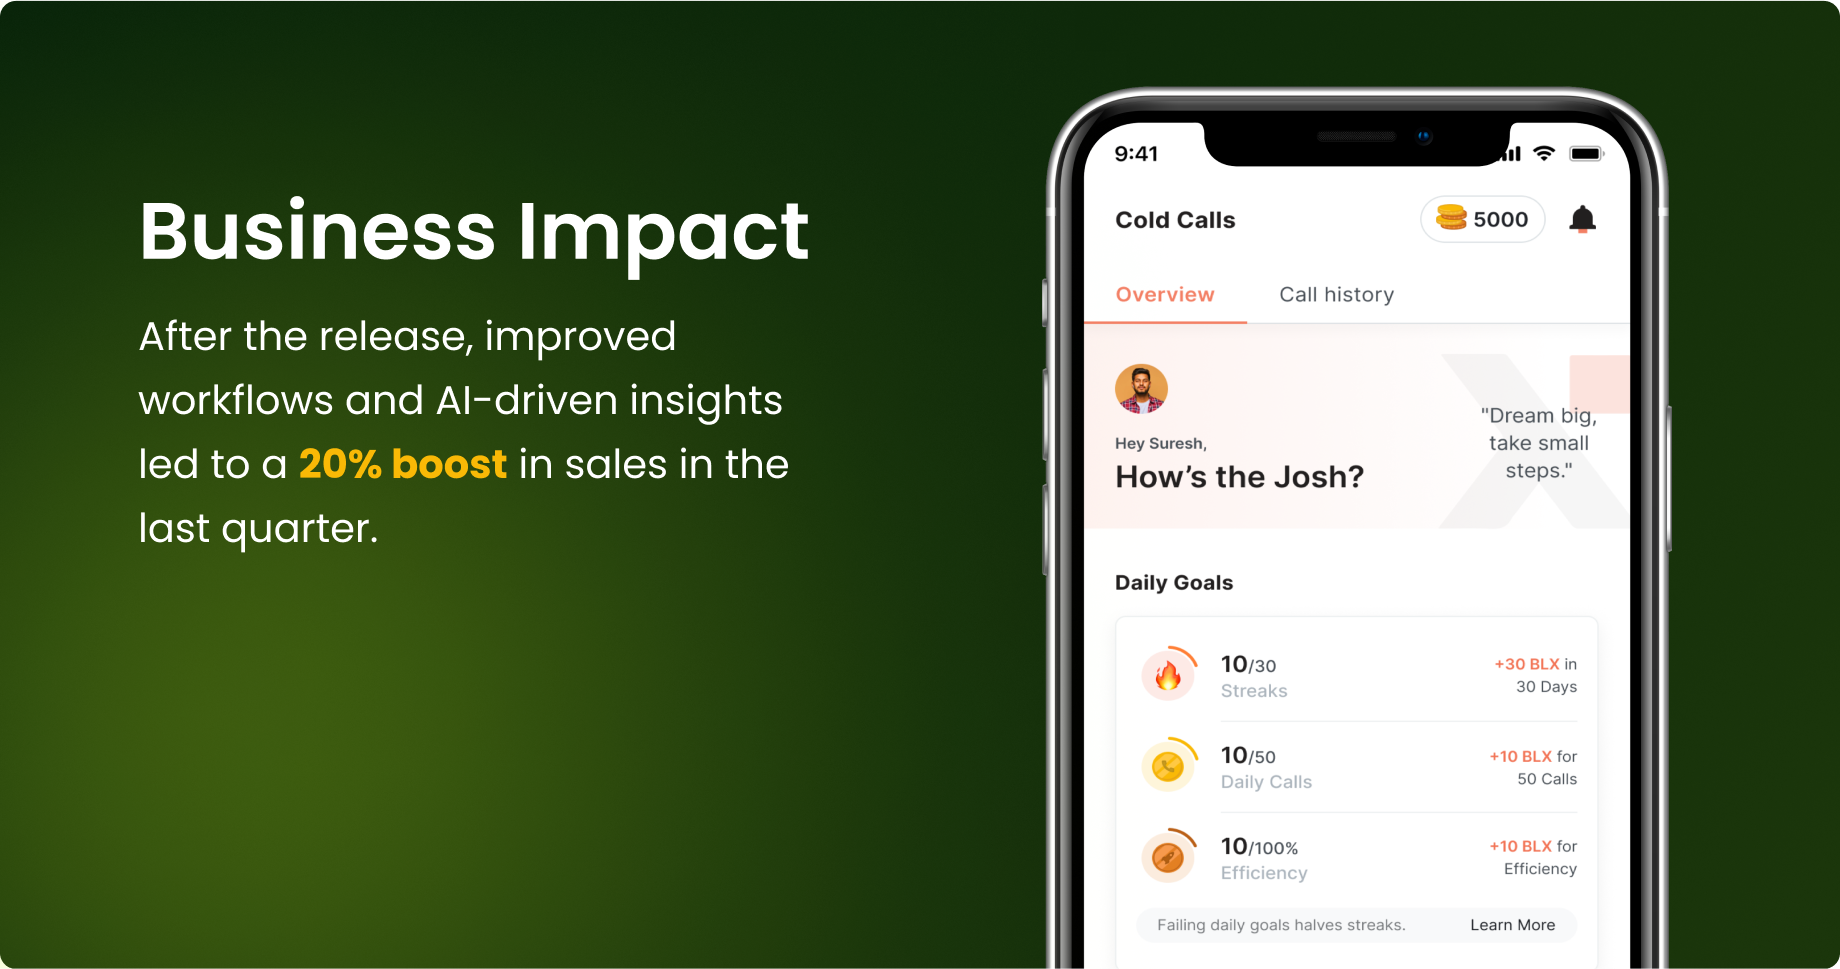 Business Impact
After the release, improved
workflows and AI-driven insights
led to a 20% boost in sales in the
last quarter.
9:41
Cold Calls
5000
Overview
Call history
Hey Suresh,
How's the Josh?
"Dream big,
take small
steps."
Daily Goals
10/30
Streaks
+30 BLX in
30 Days
10/50
Daily Calls
+10 BLX for
50 Calls
10/100%
Efficiency
+10 BLX for
Efficiency
Failing daily goals halves streaks.
Learn More